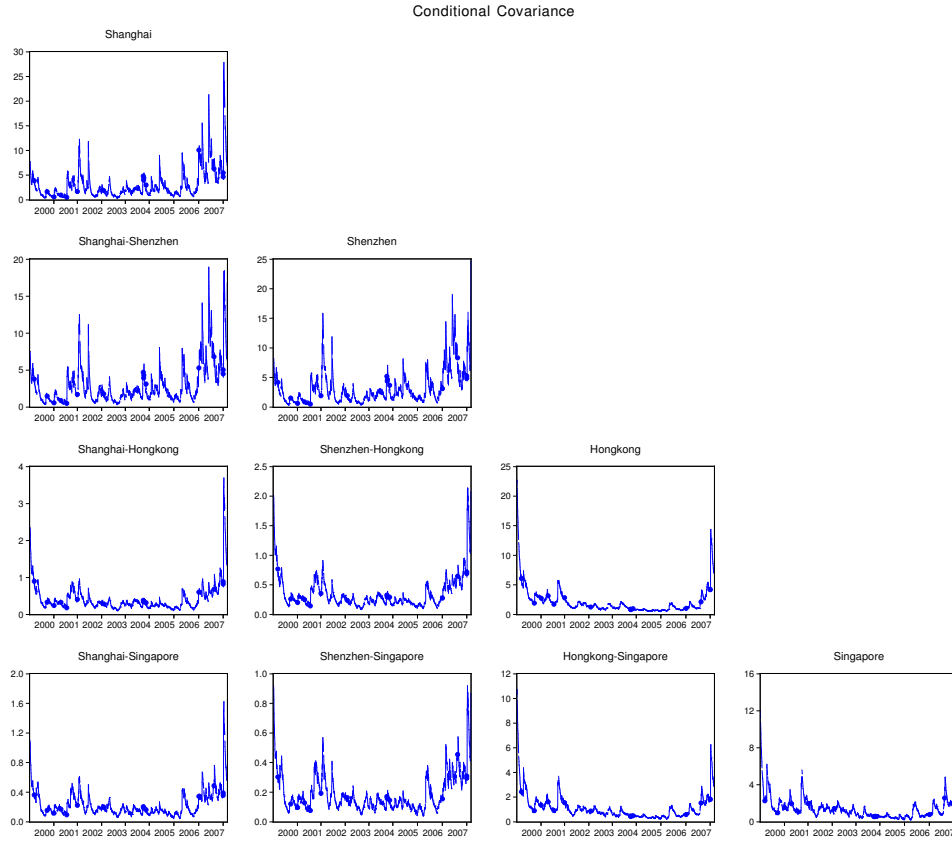 Conditional Covariance
Shanghai
30
25
20
15
10
5
0
2000 2001 2002 2003 2004 2005 2006 2007
Shanghai-Shenzhen Shenzhen
20 25
15 20
10 15
5 10
0 5
0
2000 2001 2002 2003 2004 2005 2006 2007 2000 2001 2002 2003 2004 2005 2006 2007
Shanghai-Hongkong Shenzhen-Hongkong Hongkong
4 2.5 25
3 2.0 20
2 1.5 15
1 1.0 10
0 0.5 5
0.0 0
2000 2001 2002 2003 2004 2005 2006 2007 2000 2001 2002 2003 2004 2005 2006 2007 2000 2001 2002 2003 2004 2005 2006 2007
Shanghai-Singapore Shenzhen-Singapore Hongkong-Singapore Singapore
2.0 1.0 12 16
1.6 0.8 10 12
1.2 0.6 8 8
0.8 0.4 6 4
0.4 0.2 4 0
0.0 0.0 2
0
2000 2001 2002 2003 2004 2005 2006 2007 2000 2001 2002 2003 2004 2005 2006 2007 2000 2001 2002 2003 2004 2005 2006 2007 2000 2001 2002 2003 2004 2005 2006 2007